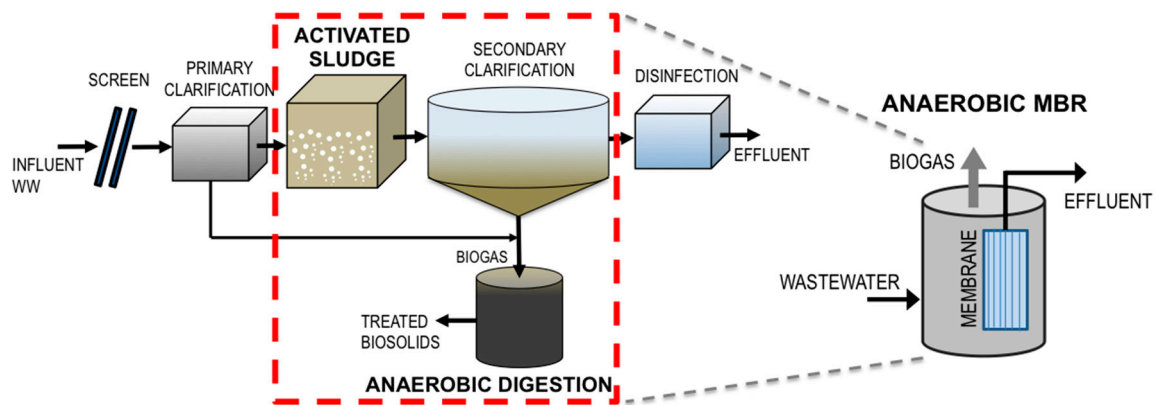 SCREEN
PRIMARY
CLARIFICATION
ACTIVATED
SLUDGE
SECONDARY
CLARIFICATION
DISINFECTION
INFLUENT
WW
EFFLUENT
BIOGAS
TREATED
BIOSOLIDS
ANAEROBIC DIGESTION
ANAEROBIC MBR
BIOGAS
EFFLUENT
WASTEWATER
MEMBRANE